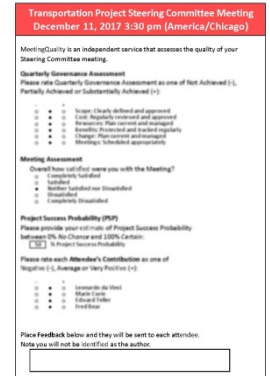 Transportation Project Steering Committee Meeting
December 11, 2017 3:30 pm (America/Chicago)
MeetingQuality is an independent service that assesses the quality of your
Steering Committee meeting.
Quarterly Governance Assessment
Please rate Quarterly Governance Assessment as one of Not Achieved (-),
Partially Achieved or Substantially Achieved (+):
- +
Scope: Clearly defined and approved
Cost: Regularly reviewed and approved
Resources: Plan current and managed
Benefits: Protected and tracked regularly
Change: Plan current and managed
Meetings: Scheduled appropriately
Meeting Assessment
Overall how satisfied were you with the Meeting?
Completely Satisfied
Satisfied
Neither Satisfied nor Dissatisfied
Dissatisfied
Completely Dissatisfied
Project Success Probability (PSP)
Please provide your estimate of Project Success Probability
between 0% No Chance and 100% Certain:
50 % Project Success Probability
Please rate each Attendee's Contribution as one of
Negative (-), Average or Very Positive (+):
- +
Leonardo da Vinci
Marie Curie
Edward Teller
Fred Bear
Place Feedback below and they will be sent to each attendee.
Note you will not be identified as the author.